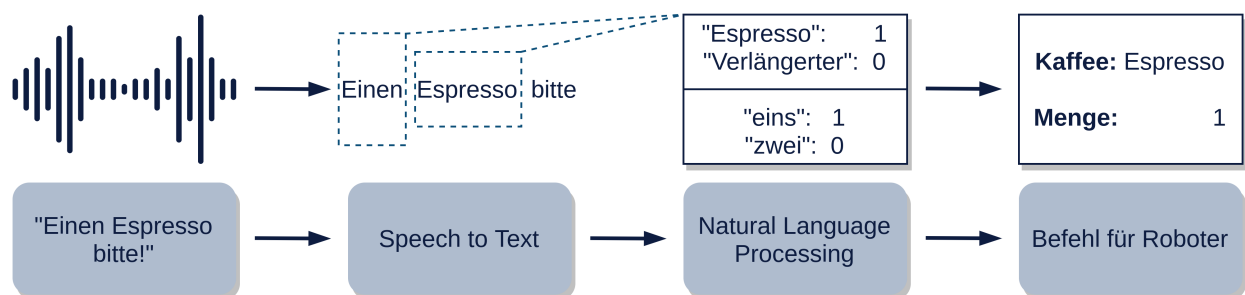 Einen Espresso bitte
"Espresso": 1
"Verlängerter": 0
"eins": 1
"zwei": 0
Kaffee: Espresso
Menge: 1
"Einen Espresso
bitte!"
Speech to Text
Natural Language
Processing
Befehl für Roboter